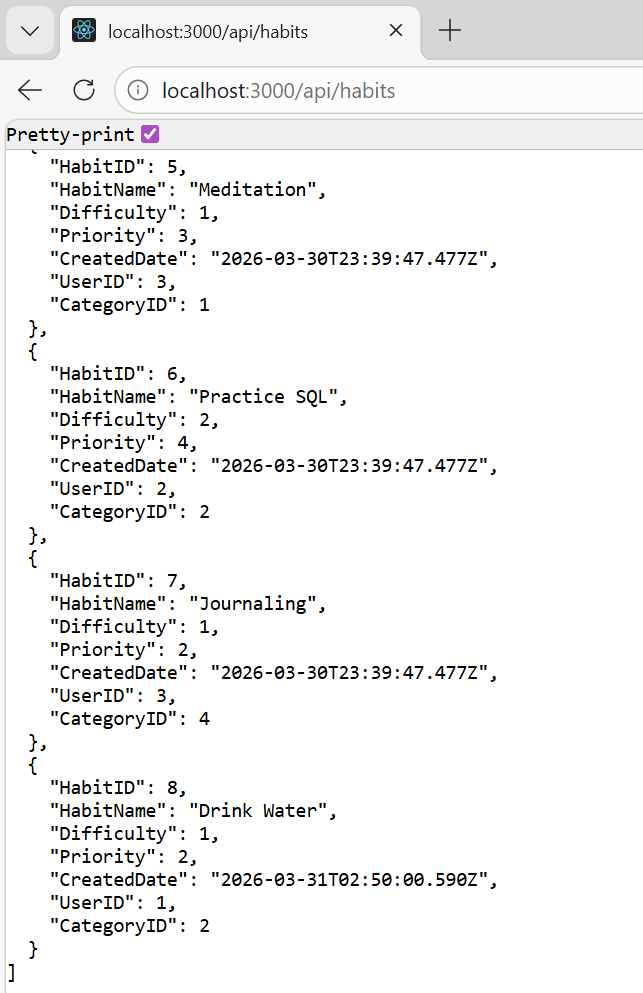 localhost:3000/api/habits
localhost:3000/api/habits
Pretty-print
{
    "HabitID": 5,
    "HabitName": "Meditation",
    "Difficulty": 1,
    "Priority": 3,
    "CreatedDate": "2026-03-30T23:39:47.477Z",
    "UserID": 3,
    "CategoryID": 1
  },
  {
    "HabitID": 6,
    "HabitName": "Practice SQL",
    "Difficulty": 2,
    "Priority": 4,
    "CreatedDate": "2026-03-30T23:39:47.477Z",
    "UserID": 2,
    "CategoryID": 2
  },
  {
    "HabitID": 7,
    "HabitName": "Journaling",
    "Difficulty": 1,
    "Priority": 2,
    "CreatedDate": "2026-03-30T23:39:47.477Z",
    "UserID": 3,
    "CategoryID": 4
  },
  {
    "HabitID": 8,
    "HabitName": "Drink Water",
    "Difficulty": 1,
    "Priority": 2,
    "CreatedDate": "2026-03-31T02:50:00.590Z",
    "UserID": 1,
    "CategoryID": 2
  }
]